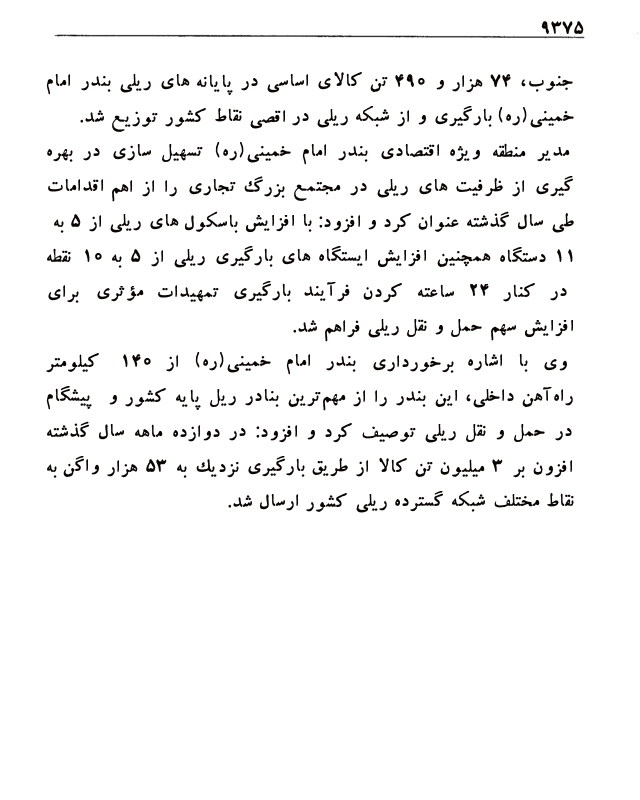 ۹۳۷۵
جنوب، ۷۴ هزار و ۴۹۰ تن کالای اساسی در پایانه های ریلی بندر امام
خمینی(ره) بارگیری و از شبکه ریلی در اقصی نقاط کشور توزیع شد.
مدیر منطقه ویژه اقتصادی بندر امام خمینی(ره) تسهیل سازی در بهره
گیری از ظرفیت های ریلی در مجتمع بزرگ تجاری را از اهم اقدامات
طی سال گذشته عنوان کرد و افزود: با افزایش باسکول های ریلی از ۵ به
۱۱ دستگاه همچنین افزایش ایستگاه های بارگیری ریلی از ۵ به ۱۰ نقطه
در کنار ۲۴ ساعته کردن فرآیند بارگیری تمهیدات مؤثری برای
افزایش سهم حمل و نقل ریلی فراهم شد.
وی با اشاره برخورداری بندر امام خمینی(ره) از ۱۴۰ کیلومتر
راه‌آهن داخلی، این بندر را از مهم‌ترین بنادر ریل پایه کشور و پیشگام
در حمل و نقل ریلی توصیف کرد و افزود: در دوازده ماهه سال گذشته
افزون بر ۳ میلیون تن کالا از طریق بارگیری نزدیك به ۵۳ هزار واگن به
نقاط مختلف شبکه گسترده ریلی کشور ارسال شد.